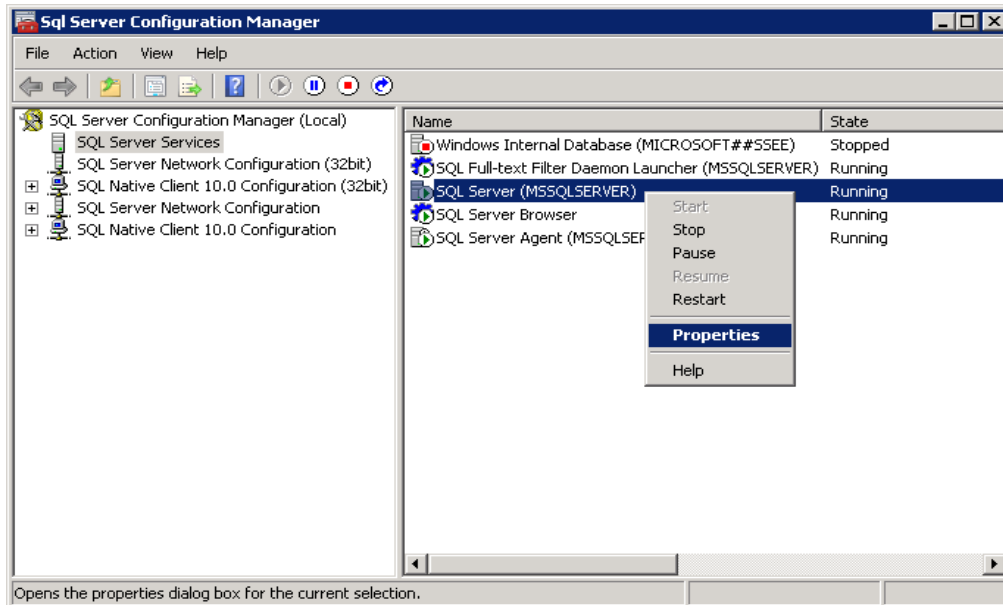 Sql Server Configuration Manager
File Action View Help
SQL Server Configuration Manager (Local)
SQL Server Services
SQL Server Network Configuration (32bit)
SQL Native Client 10.0 Configuration (32bit)
SQL Server Network Configuration
SQL Native Client 10.0 Configuration
Name State
Windows Internal Database (MICROSOFT##SSEE) Stopped
SQL Full-text Filter Daemon Launcher (MSSQLSERVER) Running
SQL Server (MSSQLSERVER) Running
SQL Server Browser Running
SQL Server Agent (MSSQLSER Running
Start
Stop
Pause
Resume
Restart
Properties
Help
Opens the properties dialog box for the current selection.